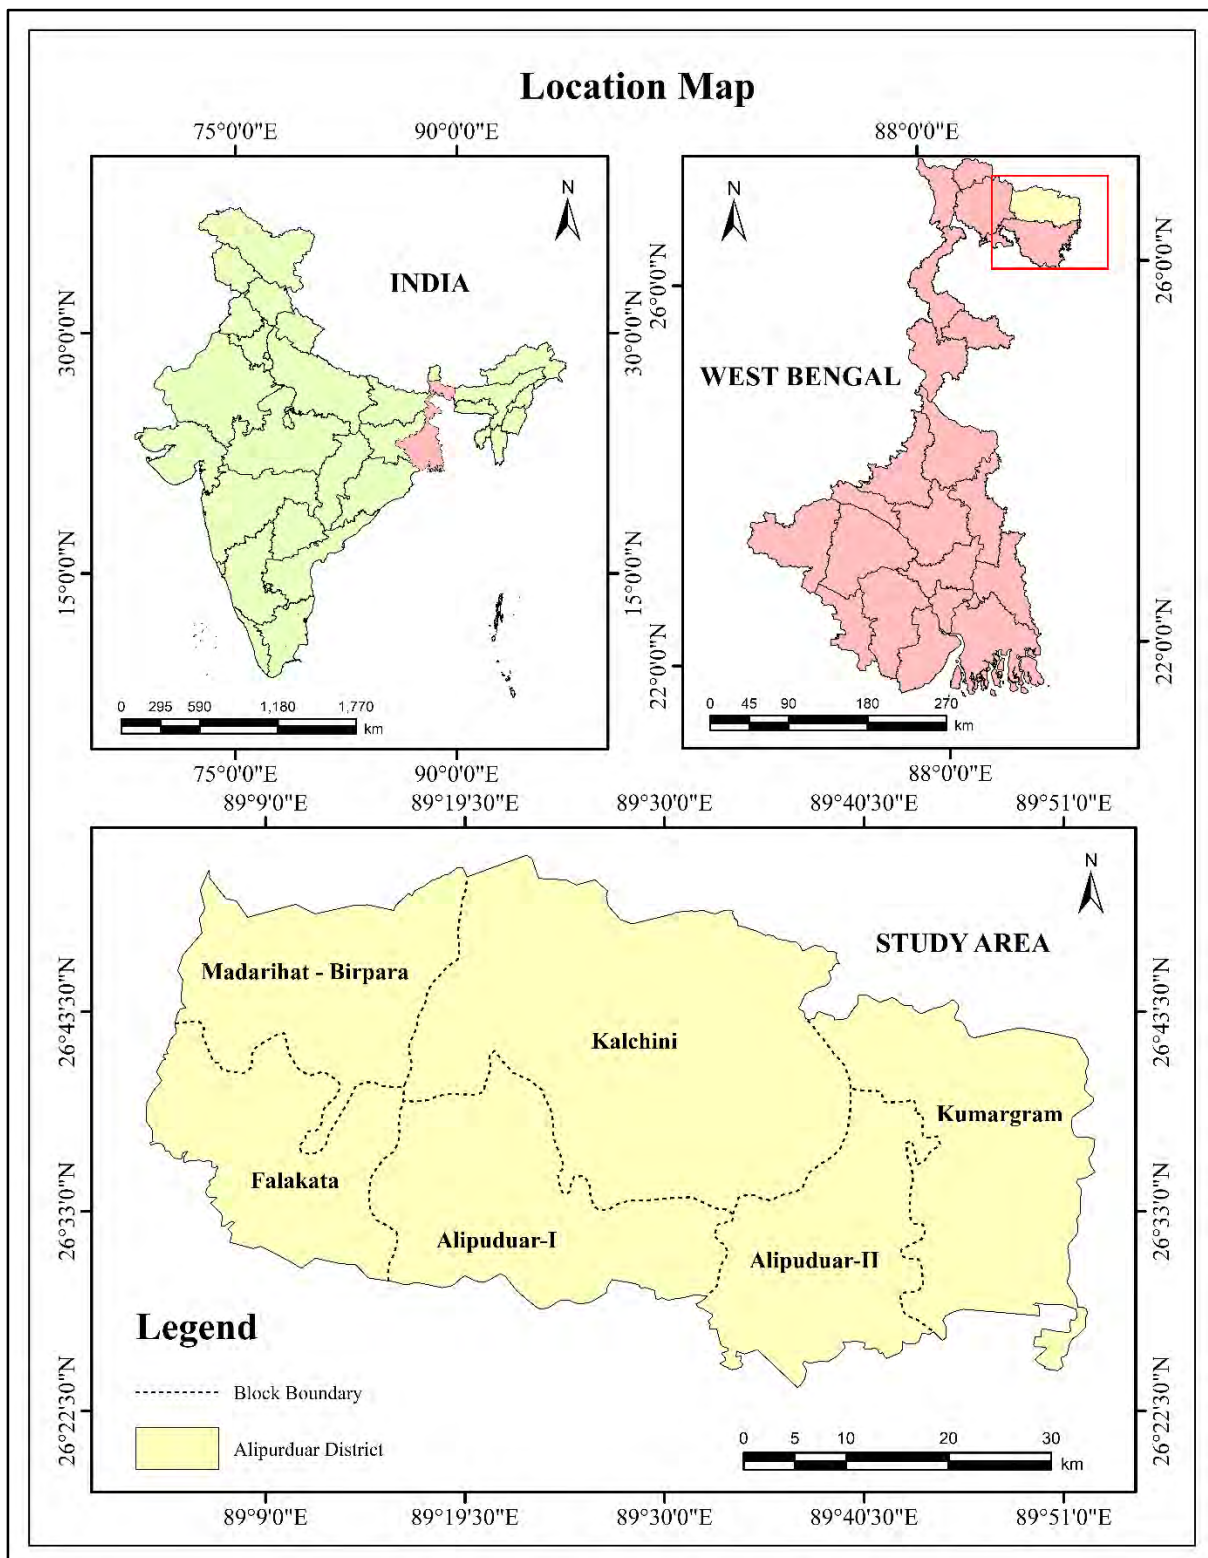 Location Map
75°0'0"E 90°0'0"E
N
INDIA
30°0'0"N
30°0'0"N
15°0'0"N
15°0'0"N
0 295 590 1,180 1,770
km
75°0'0"E 90°0'0"E
88°0'0"E
N
WEST BENGAL
26°0'0"N
26°0'0"N
22°0'0"N
22°0'0"N
0 45 90 180 270
km
88°0'0"E
89°9'0"E 89°19'30"E 89°30'0"E 89°40'30"E 89°51'0"E
N
STUDY AREA
Madarihat - Birpara
26°43'30"N
26°43'30"N
Kalchini
Kumargram
Falakata
26°33'0"N
26°33'0"N
Alipuduar-I
Alipuduar-II
Legend
Block Boundary
26°22'30"N
26°22'30"N
Alipurduar District
0 5 10 20 30
km
89°9'0"E 89°19'30"E 89°30'0"E 89°40'30"E 89°51'0"E